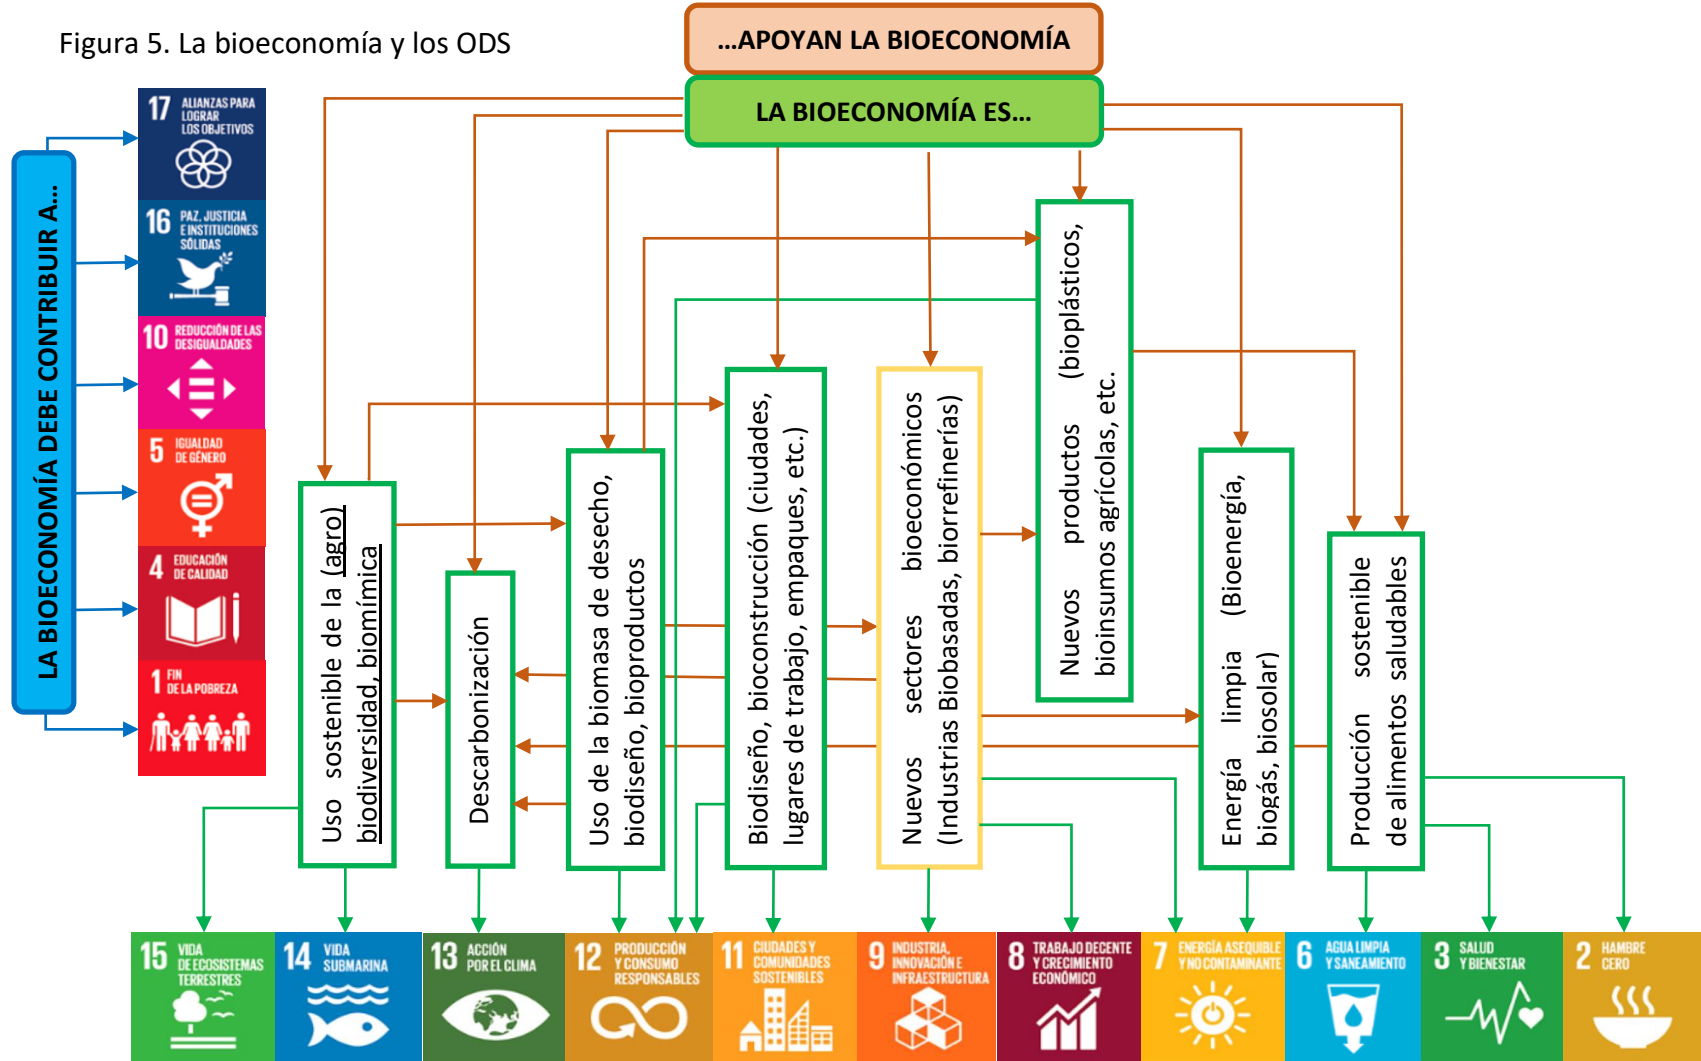 Figura 5. La bioeconomía y los ODS
...APOYAN LA BIOECONOMÍA
LA BIOECONOMÍA ES...
LA BIOECONOMÍA DEBE CONTRIBUIR A...
17 ALIANZAS PARA
LOGRAR
LOS OBJETIVOS
16 PAZ, JUSTICIA
E INSTITUCIONES
SÓLIDAS
10 REDUCCIÓN DE LAS
DESIGUALDADES
5 IGUALDAD
DE GÉNERO
4 EDUCACIÓN
DE CALIDAD
1 FIN
DE LA POBREZA
Uso sostenible de la (agro)
biodiversidad, biomímica
Descarbonización
Uso de la biomasa de desecho,
biodiseño, bioproductos
Biodiseño, bioconstrucción (ciudades,
lugares de trabajo, empaques, etc.)
Nuevos sectores bioeconómicos
(Industrias Biobasadas, biorrefinerías)
Nuevos productos (bioplásticos,
bioinsumos agrícolas, etc.
Energía limpia (Bioenergía,
biogás, biosolar)
Producción sostenible
de alimentos saludables
15 VIDA
DE ECOSISTEMAS
TERRESTRES
14 VIDA
SUBMARINA
13 ACCIÓN
POR EL CLIMA
12 PRODUCCIÓN
Y CONSUMO
RESPONSABLES
11 CIUDADES Y
COMUNIDADES
SOSTENIBLES
9 INDUSTRIA,
INNOVACIÓN E
INFRAESTRUCTURA
8 TRABAJO DECENTE
Y CRECIMIENTO
ECONÓMICO
7 ENERGÍA ASEQUIBLE
Y NO CONTAMINANTE
6 AGUA LIMPIA
Y SANEAMIENTO
3 SALUD
Y BIENESTAR
2 HAMBRE
CERO